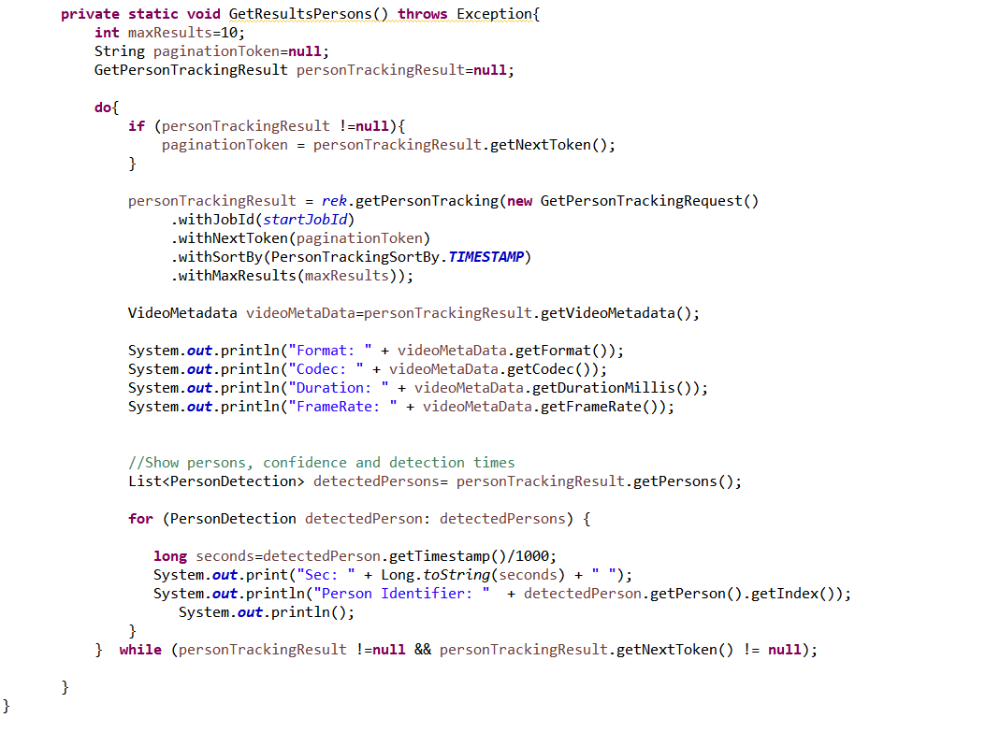 private static void GetResultsPersons() throws Exception{
int maxResults=10;
String paginationToken=null;
GetPersonTrackingResult personTrackingResult=null;
do{
if (personTrackingResult !=null){
paginationToken = personTrackingResult.getNextToken();
}
personTrackingResult = rek.getPersonTracking(new GetPersonTrackingRequest()
.withJobId(startJobId)
.withNextToken(paginationToken)
.withSortBy(PersonTrackingSortBy.TIMESTAMP)
.withMaxResults(maxResults));
VideoMetadata videoMetaData=personTrackingResult.getVideoMetadata();
System.out.println("Format: " + videoMetaData.getFormat());
System.out.println("Codec: " + videoMetaData.getCodec());
System.out.println("Duration: " + videoMetaData.getDurationMillis());
System.out.println("FrameRate: " + videoMetaData.getFrameRate());
//Show persons, confidence and detection times
List<PersonDetection> detectedPersons= personTrackingResult.getPersons();
for (PersonDetection detectedPerson: detectedPersons) {
long seconds=detectedPerson.getTimestamp()/1000;
System.out.print("Sec: " + Long.toString(seconds) + " ");
System.out.println("Person Identifier: "  + detectedPerson.getPerson().getIndex());
System.out.println();
}
}  while (personTrackingResult !=null && personTrackingResult.getNextToken() != null);
}
}